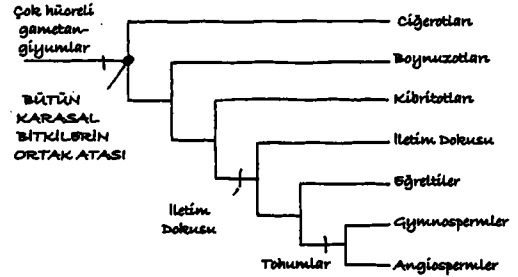 Çok hücreli
gametan-
giyumlar
BÜTÜN
KARASAL
BİTKİLERİN
ORTAK ATASI
İletim
Dokusu
Tohumlar
Ciğerotları
Boynuzotları
Kibritotları
İletim Dokusu
Eğreltiler
Gymnospermler
Angiospermler